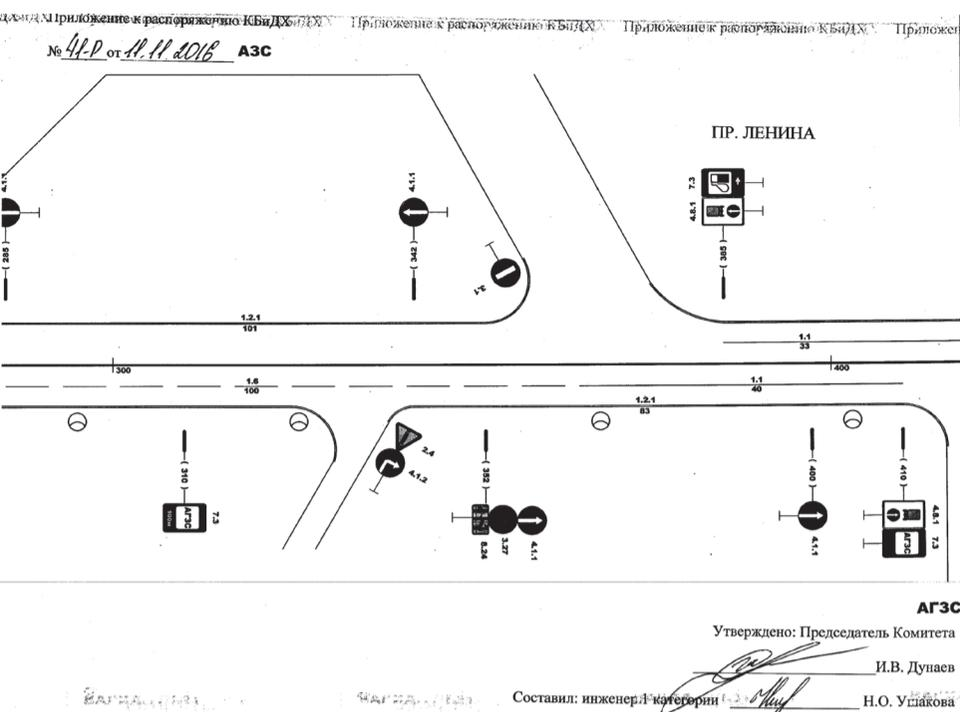 Приложение к распоряжению КБиДХ Приложение к распоряжению КБиДХ Приложение к распоряжению КБиДХ Приложен
№ 41-р от 11.11.2016 АЗС
ПР. ЛЕНИНА
4.1.1
4.1.1
7.3
4.8.1
( 285 )
( 342 )
( 385 )
3.1
1.2.1
101
1.1
33
300
400
1.6
100
1.1
40
1.2.1
83
( 310 )
2.4
4.1.2
( 352 )
( 400 )
( 410 )
АГЗС
7.3
8.24
3.27
4.1.1
4.1.1
4.8.1
АГЗС
7.3
АГЗС
Утверждено: Председатель Комитета
И.В. Дунаев
Составил: инженер 1 категории Н.О. Ушакова